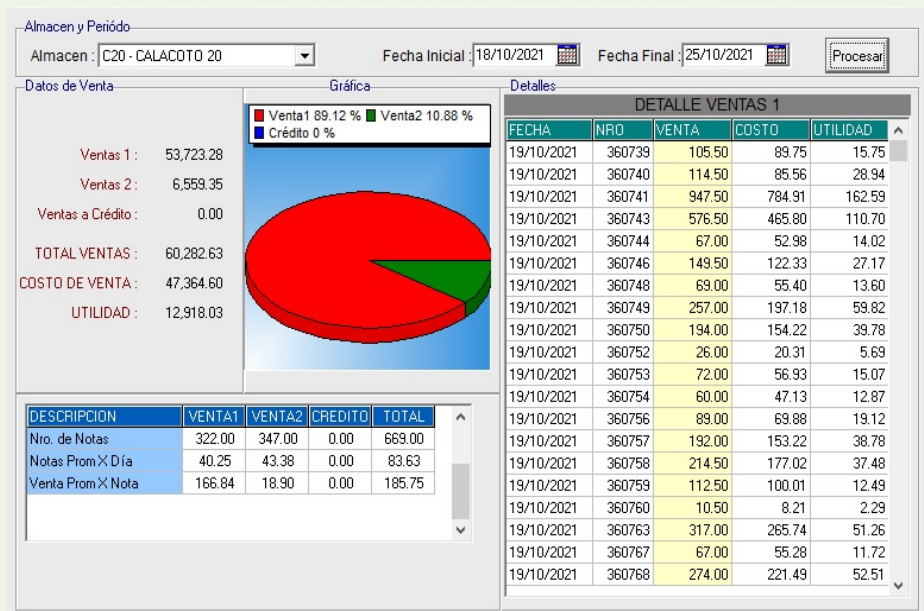 Almacen y Periódo
Almacen : C20 - CALACOTO 20 Fecha Inicial : 18/10/2021 Fecha Final : 25/10/2021 Procesar
Datos de Venta
Ventas 1 : 53,723.28
Ventas 2 : 6,559.35
Ventas a Crédito : 0.00
TOTAL VENTAS : 60,282.63
COSTO DE VENTA : 47,364.60
UTILIDAD : 12,918.03
Gráfica
Venta1 89.12 % Venta2 10.88 %
Crédito 0 %
DESCRIPCION VENTA1 VENTA2 CREDITO TOTAL
Nro. de Notas 322.00 347.00 0.00 669.00
Notas Prom X Día 40.25 43.38 0.00 83.63
Venta Prom X Nota 166.84 18.90 0.00 185.75
Detalles
DETALLE VENTAS 1
FECHA NRO VENTA COSTO UTILIDAD
19/10/2021 360739 105.50 89.75 15.75
19/10/2021 360740 114.50 85.56 28.94
19/10/2021 360741 947.50 784.91 162.59
19/10/2021 360743 576.50 465.80 110.70
19/10/2021 360744 67.00 52.98 14.02
19/10/2021 360746 149.50 122.33 27.17
19/10/2021 360748 69.00 55.40 13.60
19/10/2021 360749 257.00 197.18 59.82
19/10/2021 360750 194.00 154.22 39.78
19/10/2021 360752 26.00 20.31 5.69
19/10/2021 360753 72.00 56.93 15.07
19/10/2021 360754 60.00 47.13 12.87
19/10/2021 360756 89.00 69.88 19.12
19/10/2021 360757 192.00 153.22 38.78
19/10/2021 360758 214.50 177.02 37.48
19/10/2021 360759 112.50 100.01 12.49
19/10/2021 360760 10.50 8.21 2.29
19/10/2021 360763 317.00 265.74 51.26
19/10/2021 360767 67.00 55.28 11.72
19/10/2021 360768 274.00 221.49 52.51